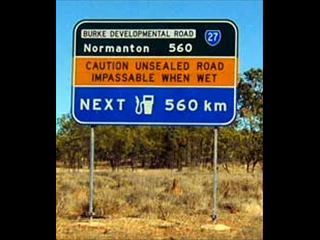 BURKE DEVELOPMENTAL ROAD
27
Normanton 560
CAUTION UNSEALED ROAD
IMPASSABLE WHEN WET
NEXT 560 km